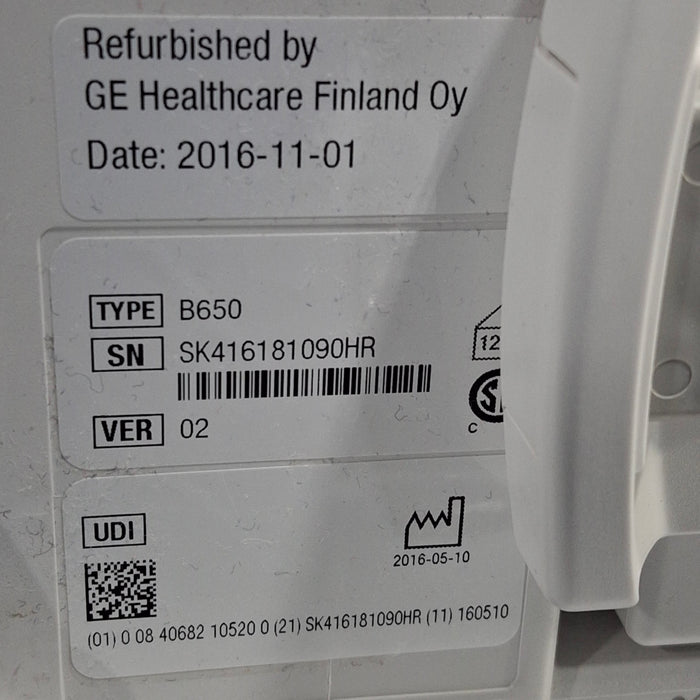 Refurbished by
GE Healthcare Finland Oy
Date: 2016-11-01
TYPE B650
SN SK416181090HR
12
VER 02
C
UDI
2016-05-10
(01) 0 08 40682 10520 0 (21) SK416181090HR (11) 160510